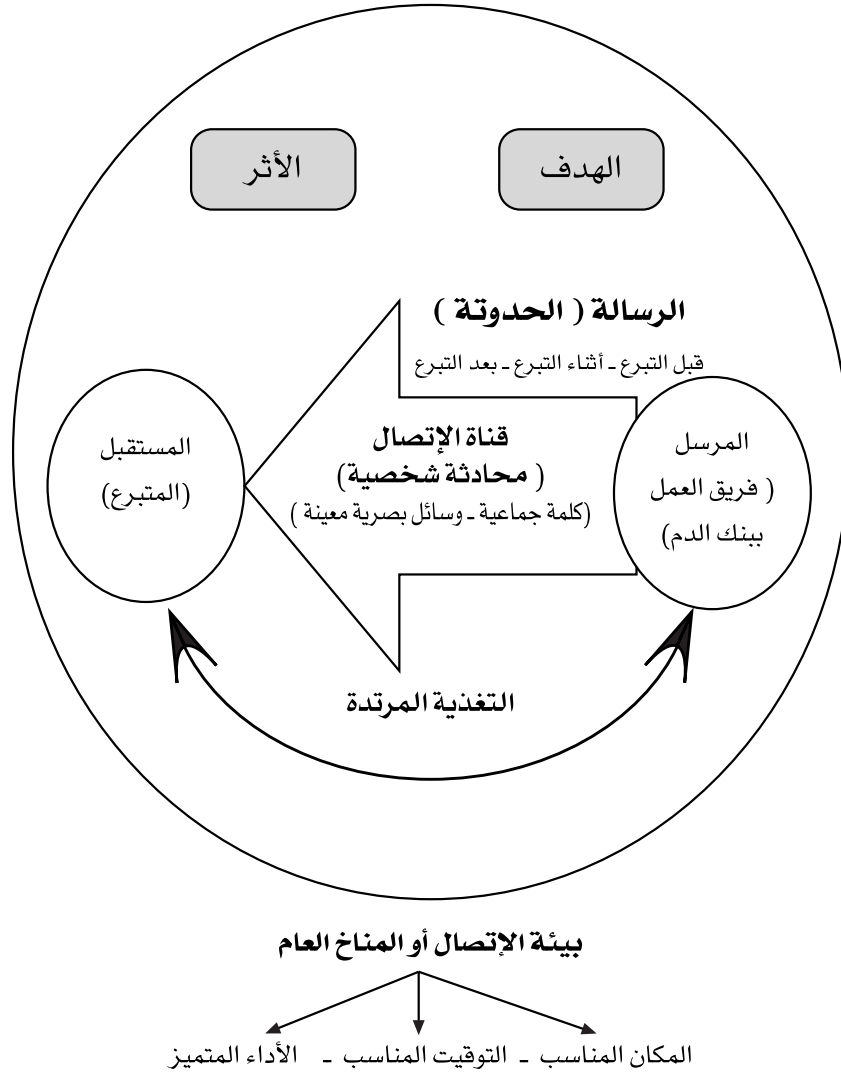 الهدف
الأثر
الرسالة ( الحدوتة )
قبل التبرع ـ أثناء التبرع ـ بعد التبرع
المرسل
( فريق العمل
ببنك الدم)
قناة الإتصال
( محادثة شخصية)
(كلمة جماعية ـ وسائل بصرية معينة )
المستقبل
(المتبرع)
التغذية المرتدة
بيئة الإتصال أو المناخ العام
المكان المناسب ـ التوقيت المناسب ـ الأداء المتميز